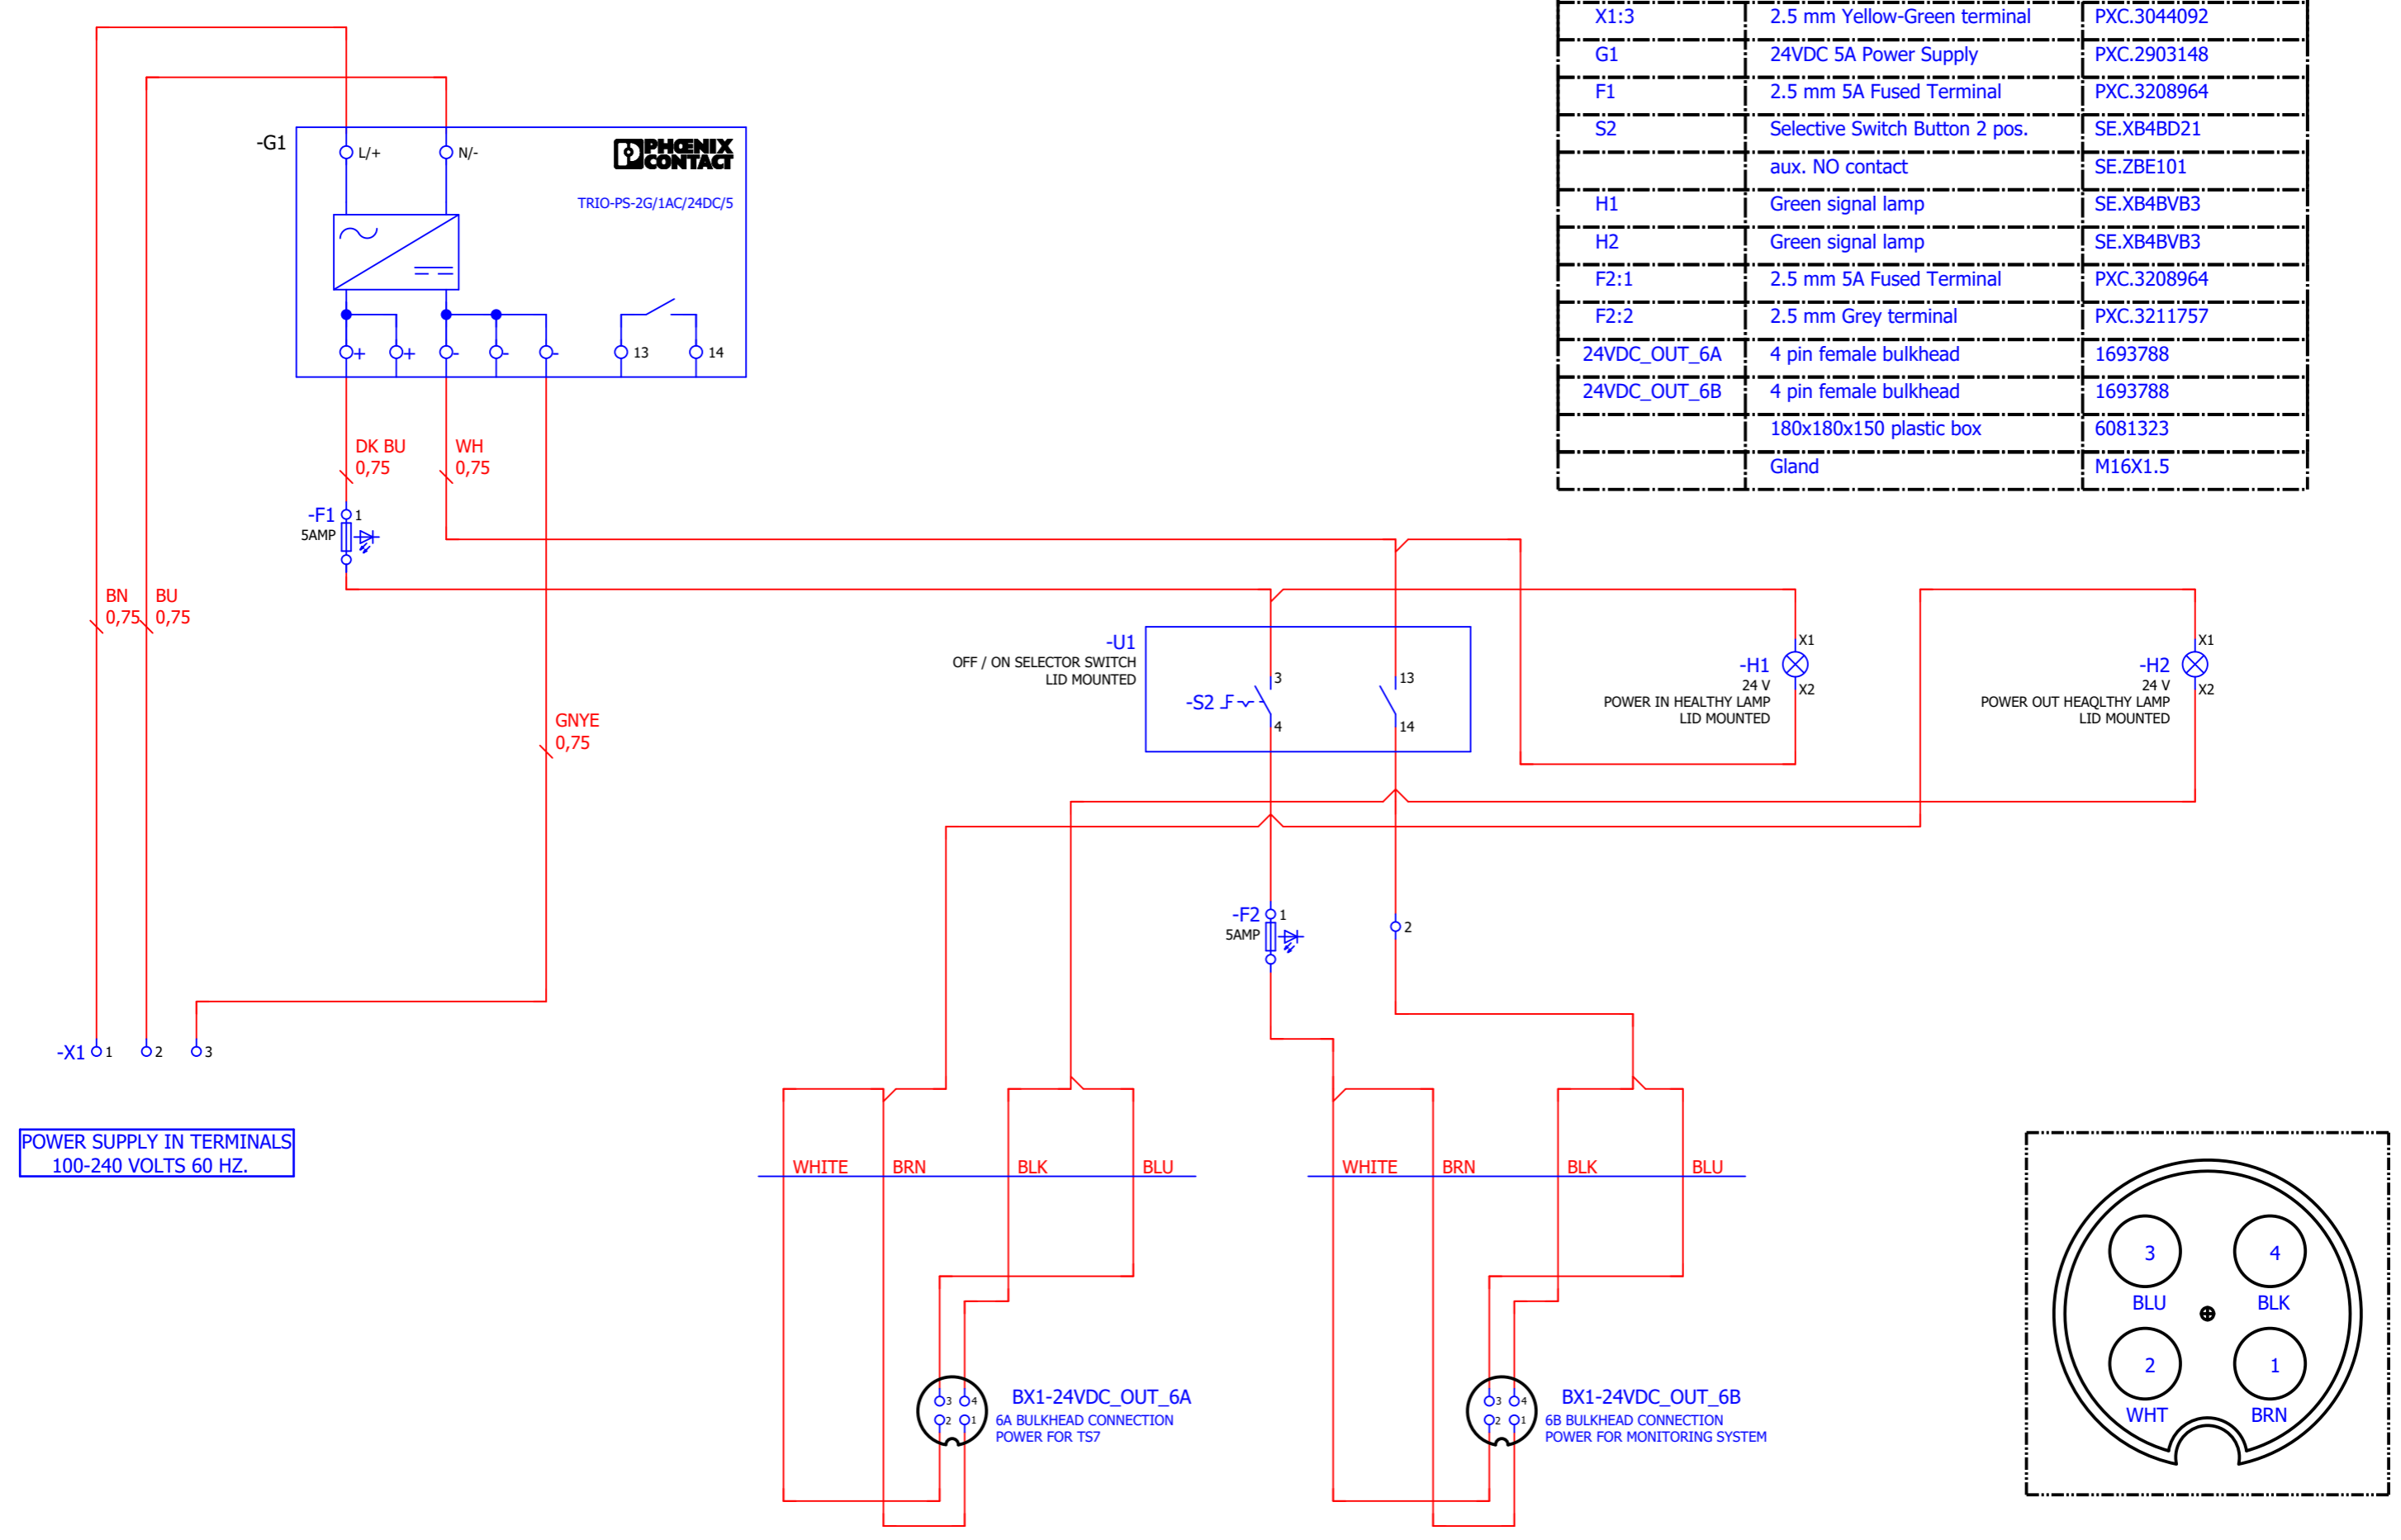 X1:3 2.5 mm Yellow-Green terminal PXC.3044092
G1 24VDC 5A Power Supply PXC.2903148
F1 2.5 mm 5A Fused Terminal PXC.3208964
S2 Selective Switch Button 2 pos. SE.XB4BD21
aux. NO contact SE.ZBE101
H1 Green signal lamp SE.XB4BVB3
H2 Green signal lamp SE.XB4BVB3
F2:1 2.5 mm 5A Fused Terminal PXC.3208964
F2:2 2.5 mm Grey terminal PXC.3211757
24VDC_OUT_6A 4 pin female bulkhead 1693788
24VDC_OUT_6B 4 pin female bulkhead 1693788
180x180x150 plastic box 6081323
Gland M16X1.5
-G1
L/+ N/-
PHŒNIX
CONTACT
TRIO-PS-2G/1AC/24DC/5
+ + - - - 13 14
DK BU
0,75
WH
0,75
-F1 1
5AMP
BN
0,75
BU
0,75
GNYE
0,75
-U1
OFF / ON SELECTOR SWITCH
LID MOUNTED
-S2
3
4
13
14
X1
-H1
24 V
X2
POWER IN HEALTHY LAMP
LID MOUNTED
X1
-H2
24 V
X2
POWER OUT HEAQLTHY LAMP
LID MOUNTED
-F2 1
5AMP
2
-X1 1 2 3
POWER SUPPLY IN TERMINALS
100-240 VOLTS 60 HZ.
WHITE BRN BLK BLU
WHITE BRN BLK BLU
3 4
2 1
BX1-24VDC_OUT_6A
6A BULKHEAD CONNECTION
POWER FOR TS7
3 4
2 1
BX1-24VDC_OUT_6B
6B BULKHEAD CONNECTION
POWER FOR MONITORING SYSTEM
3 4
BLU BLK
2 1
WHT BRN